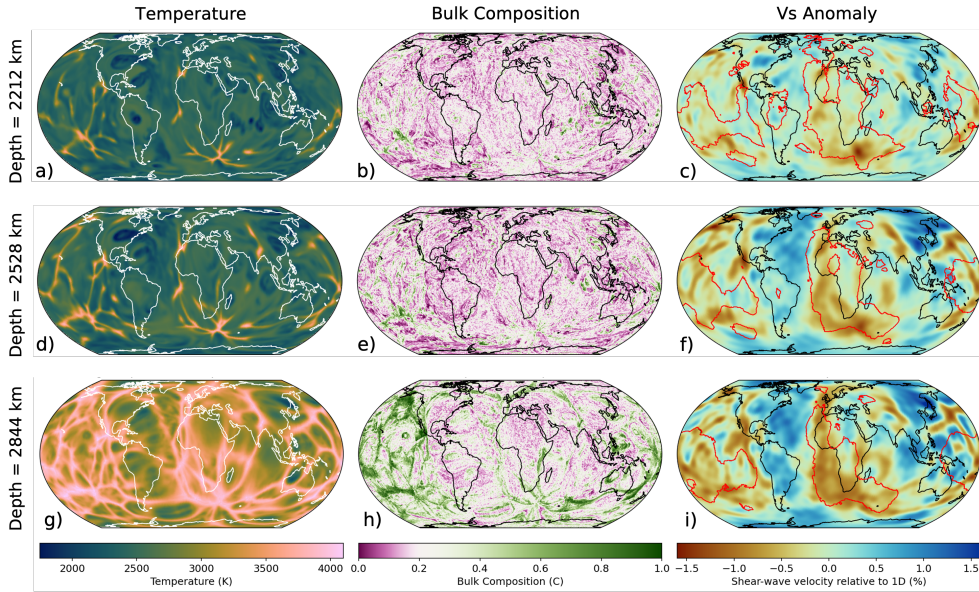 Temperature Bulk Composition Vs Anomaly
Depth = 2212 km
a) b) c)
Depth = 2528 km
d) e) f)
Depth = 2844 km
g) h) i)
2000 2500 3000 3500 4000 0.0 0.2 0.4 0.6 0.8 1.0 −1.5 −1.0 −0.5 0.0 0.5 1.0 1.5
Temperature (K) Bulk Composition (C) Shear-wave velocity relative to 1D (%)